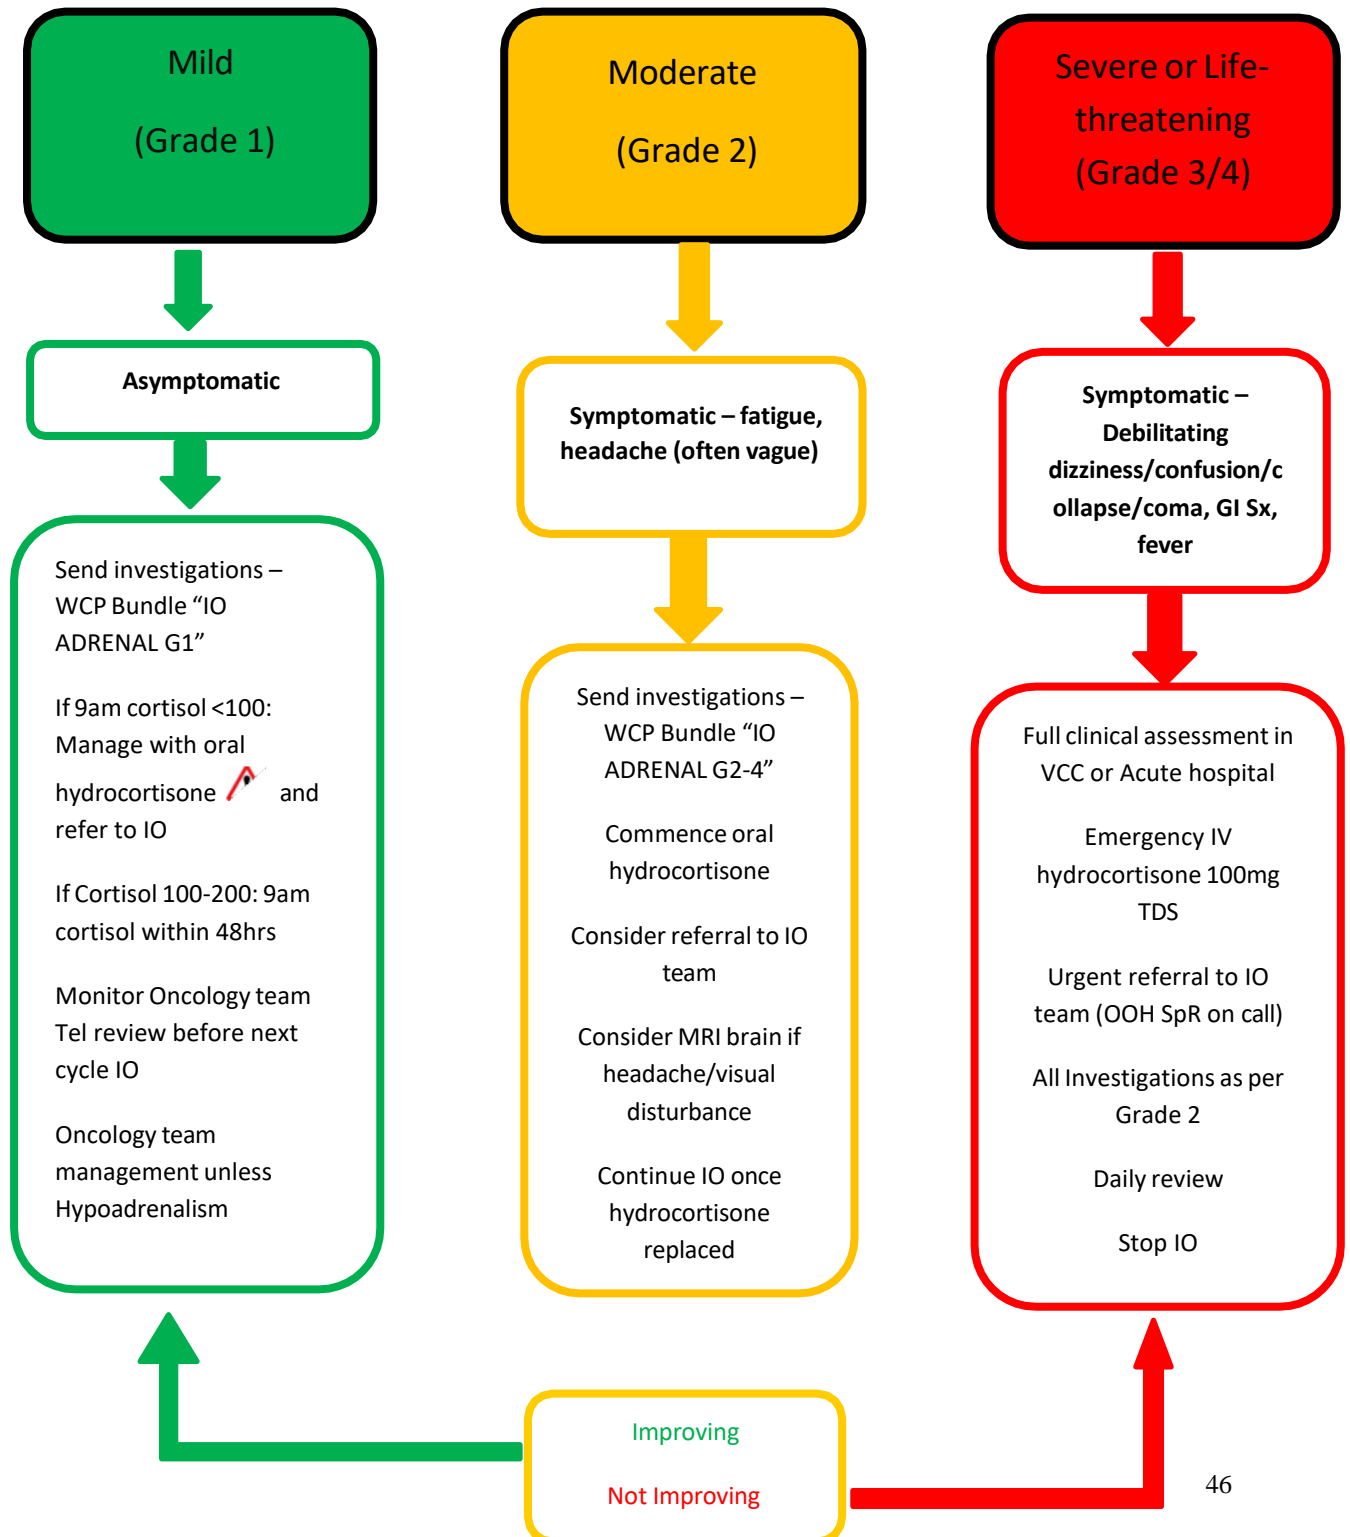 Mild
(Grade 1)
Asymptomatic
Send investigations –
WCP Bundle “IO
ADRENAL G1”
If 9am cortisol <100:
Manage with oral
hydrocortisone and
refer to IO
If Cortisol 100-200: 9am
cortisol within 48hrs
Monitor Oncology team
Tel review before next
cycle IO
Oncology team
management unless
Hypoadrenalism
Moderate
(Grade 2)
Symptomatic – fatigue,
headache (often vague)
Send investigations –
WCP Bundle “IO
ADRENAL G2-4”
Commence oral
hydrocortisone
Consider referral to IO
team
Consider MRI brain if
headache/visual
disturbance
Continue IO once
hydrocortisone
replaced
Severe or Life-
threatening
(Grade 3/4)
Symptomatic –
Debilitating
dizziness/confusion/c
ollapse/coma, GI Sx,
fever
Full clinical assessment in
VCC or Acute hospital
Emergency IV
hydrocortisone 100mg
TDS
Urgent referral to IO
team (OOH SpR on call)
All Investigations as per
Grade 2
Daily review
Stop IO
Improving
Not Improving
46